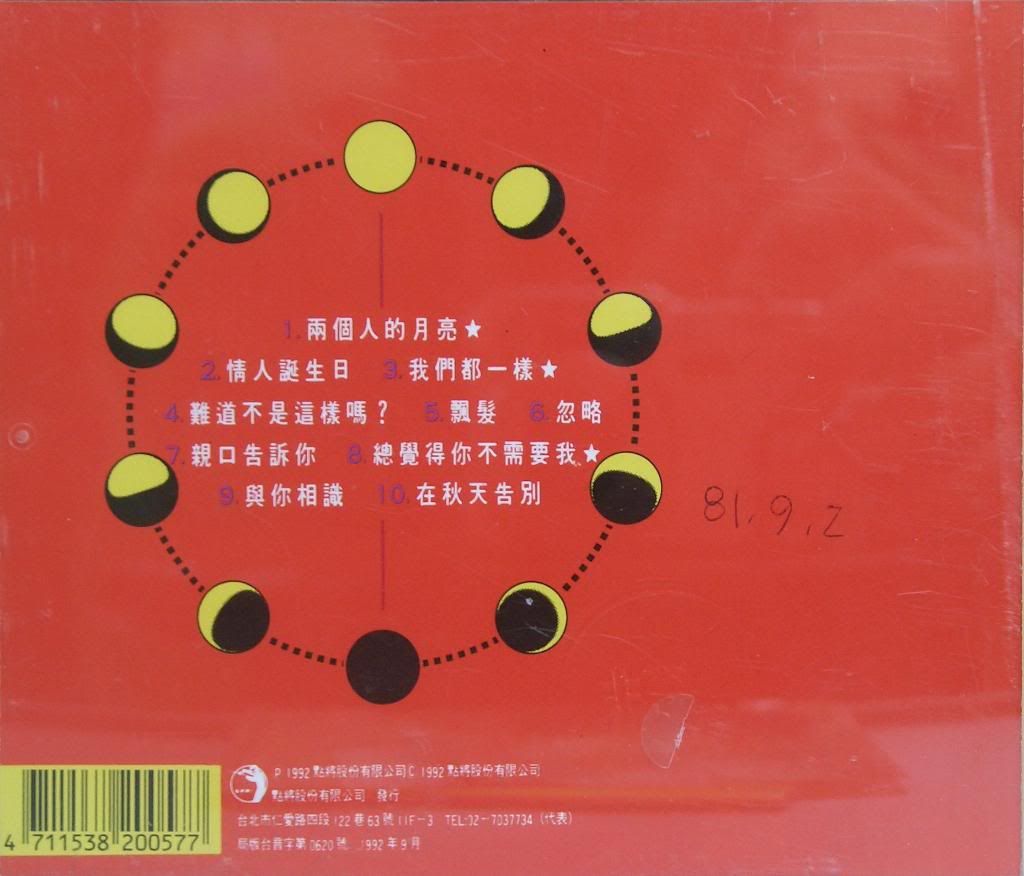 1.兩個人的月亮★
2.情人誕生日 3.我們都一樣★
4.難道不是這樣嗎？ 5.飄髮 6.忽略
7.親口告訴你 8.總覺得你不需要我★
9.與你相識 10.在秋天告別
81.9.2
P 1992 點將股份有限公司 C 1992 點將股份有限公司
點將股份有限公司 發行
台北市仁愛路四段122巷63號11F-3 TEL:02-7037734 (代表)
局版台音字第0620號 1992年9月
4 711538 200577